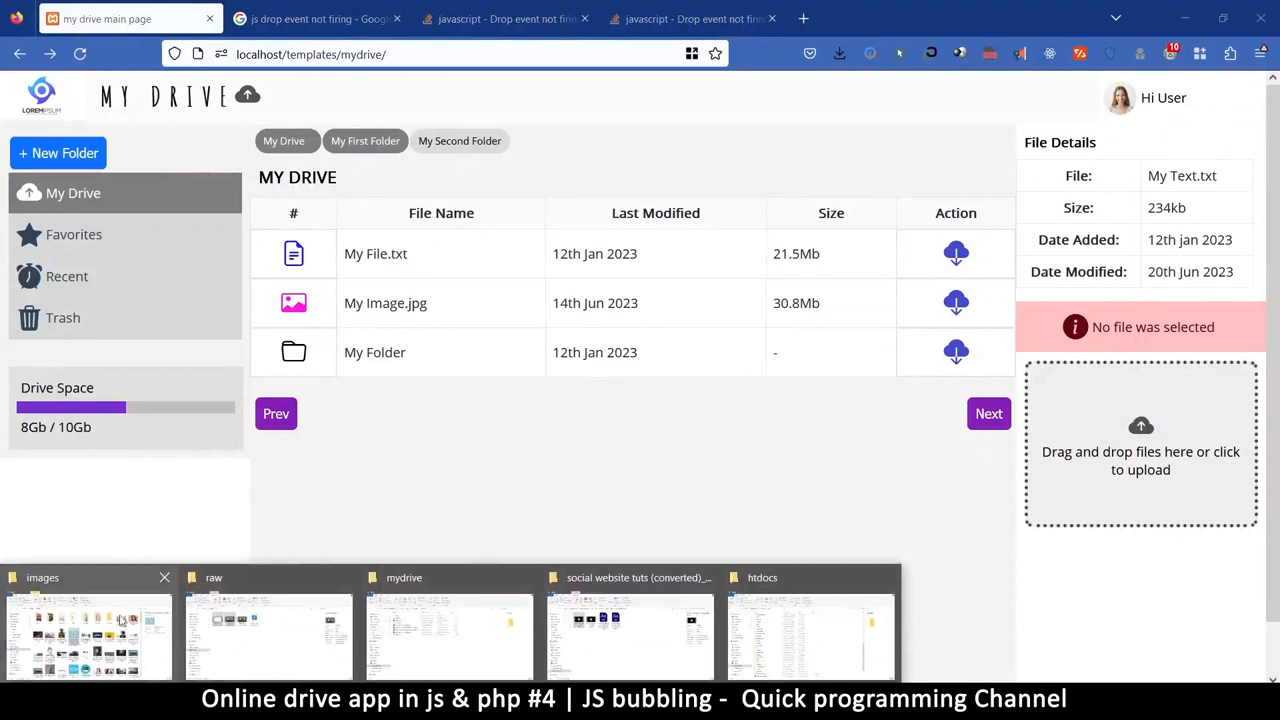 my drive main page
js drop event not firing - Googl
javascript - Drop event not firin
javascript - Drop event not firin
localhost/templates/mydrive/
10
LOREMIPSUM
MY DRIVE
Hi User
+ New Folder
My Drive
Favorites
Recent
Trash
Drive Space
8Gb / 10Gb
My Drive My First Folder My Second Folder
MY DRIVE
# File Name Last Modified Size Action
My File.txt 12th Jan 2023 21.5Mb
My Image.jpg 14th Jun 2023 30.8Mb
My Folder 12th Jan 2023 -
Prev Next
File Details
File: My Text.txt
Size: 234kb
Date Added: 12th jan 2023
Date Modified: 20th Jun 2023
No file was selected
Drag and drop files here or click
to upload
images
raw
mydrive
social website tuts (converted)_...
htdocs
Online drive app in js & php #4 | JS bubbling - Quick programming Channel